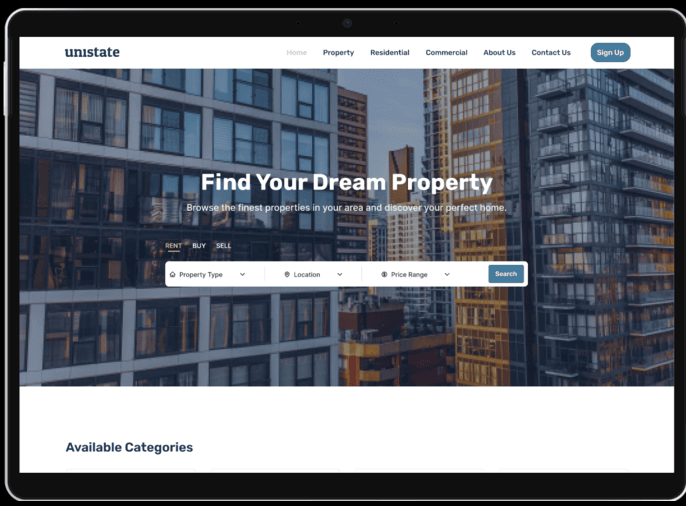 unistate
Home Property Residential Commercial About Us Contact Us Sign Up
Find Your Dream Property
Browse the finest properties in your area and discover your perfect home.
RENT BUY SELL
Property Type Location Price Range Search
Available Categories